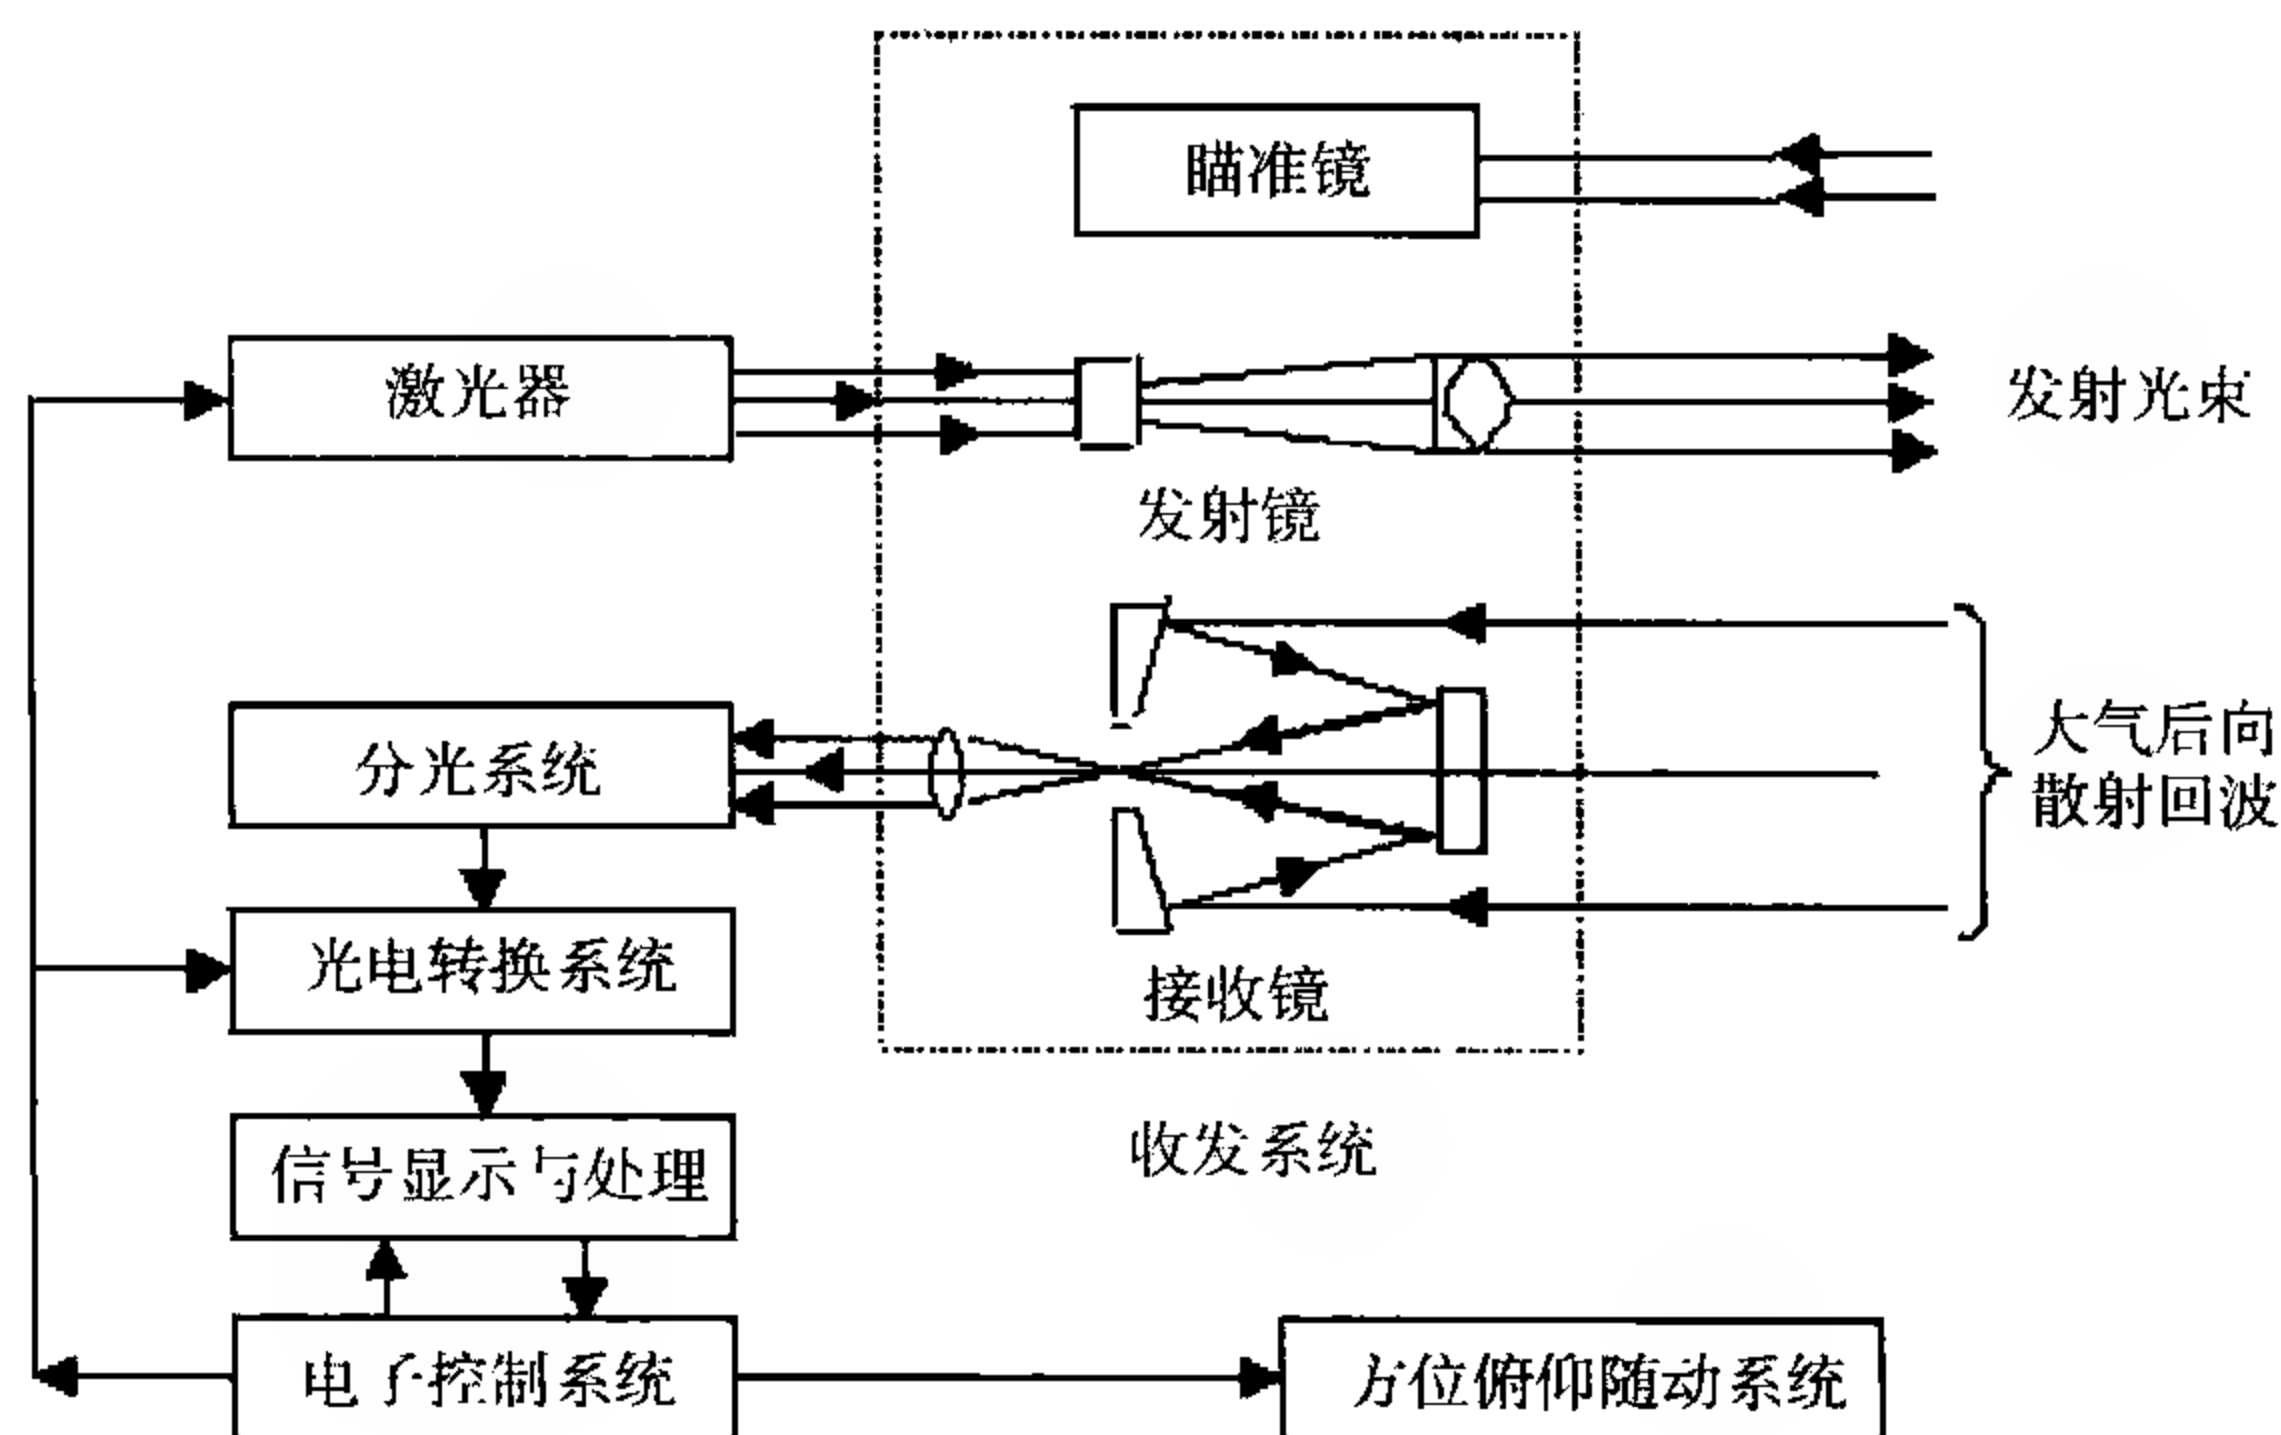 瞄准镜
激光器
发射光束
发射镜
大气后向
散射回波
分光系统
光电转换系统
接收镜
信号显示与处理
收发系统
电子控制系统
方位俯仰随动系统